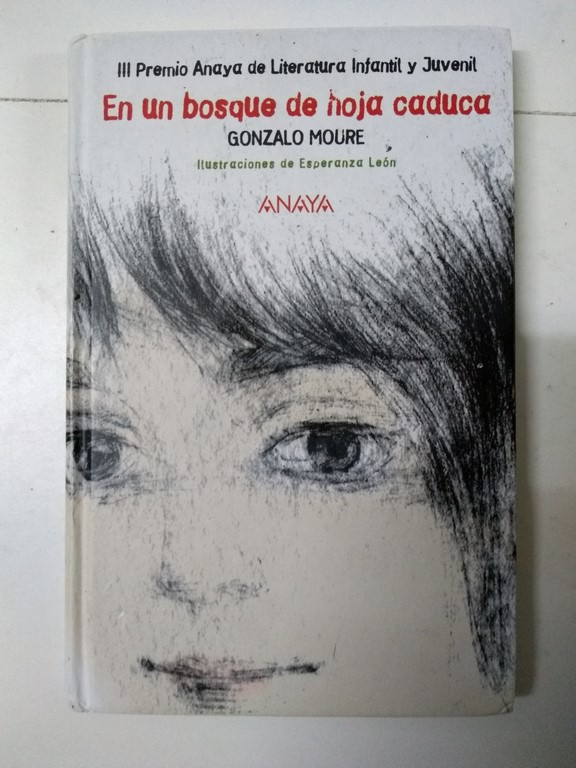 III Premio Anaya de Literatura Infantil y Juvenil
En un bosque de hoja caduca
GONZALO MOURE
Ilustraciones de Esperanza León
ANAYA